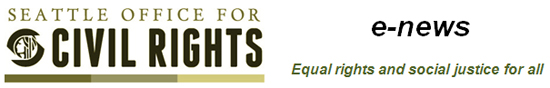 SEATTLE OFFICE FOR
CIVIL RIGHTS
e-news
Equal rights and social justice for all